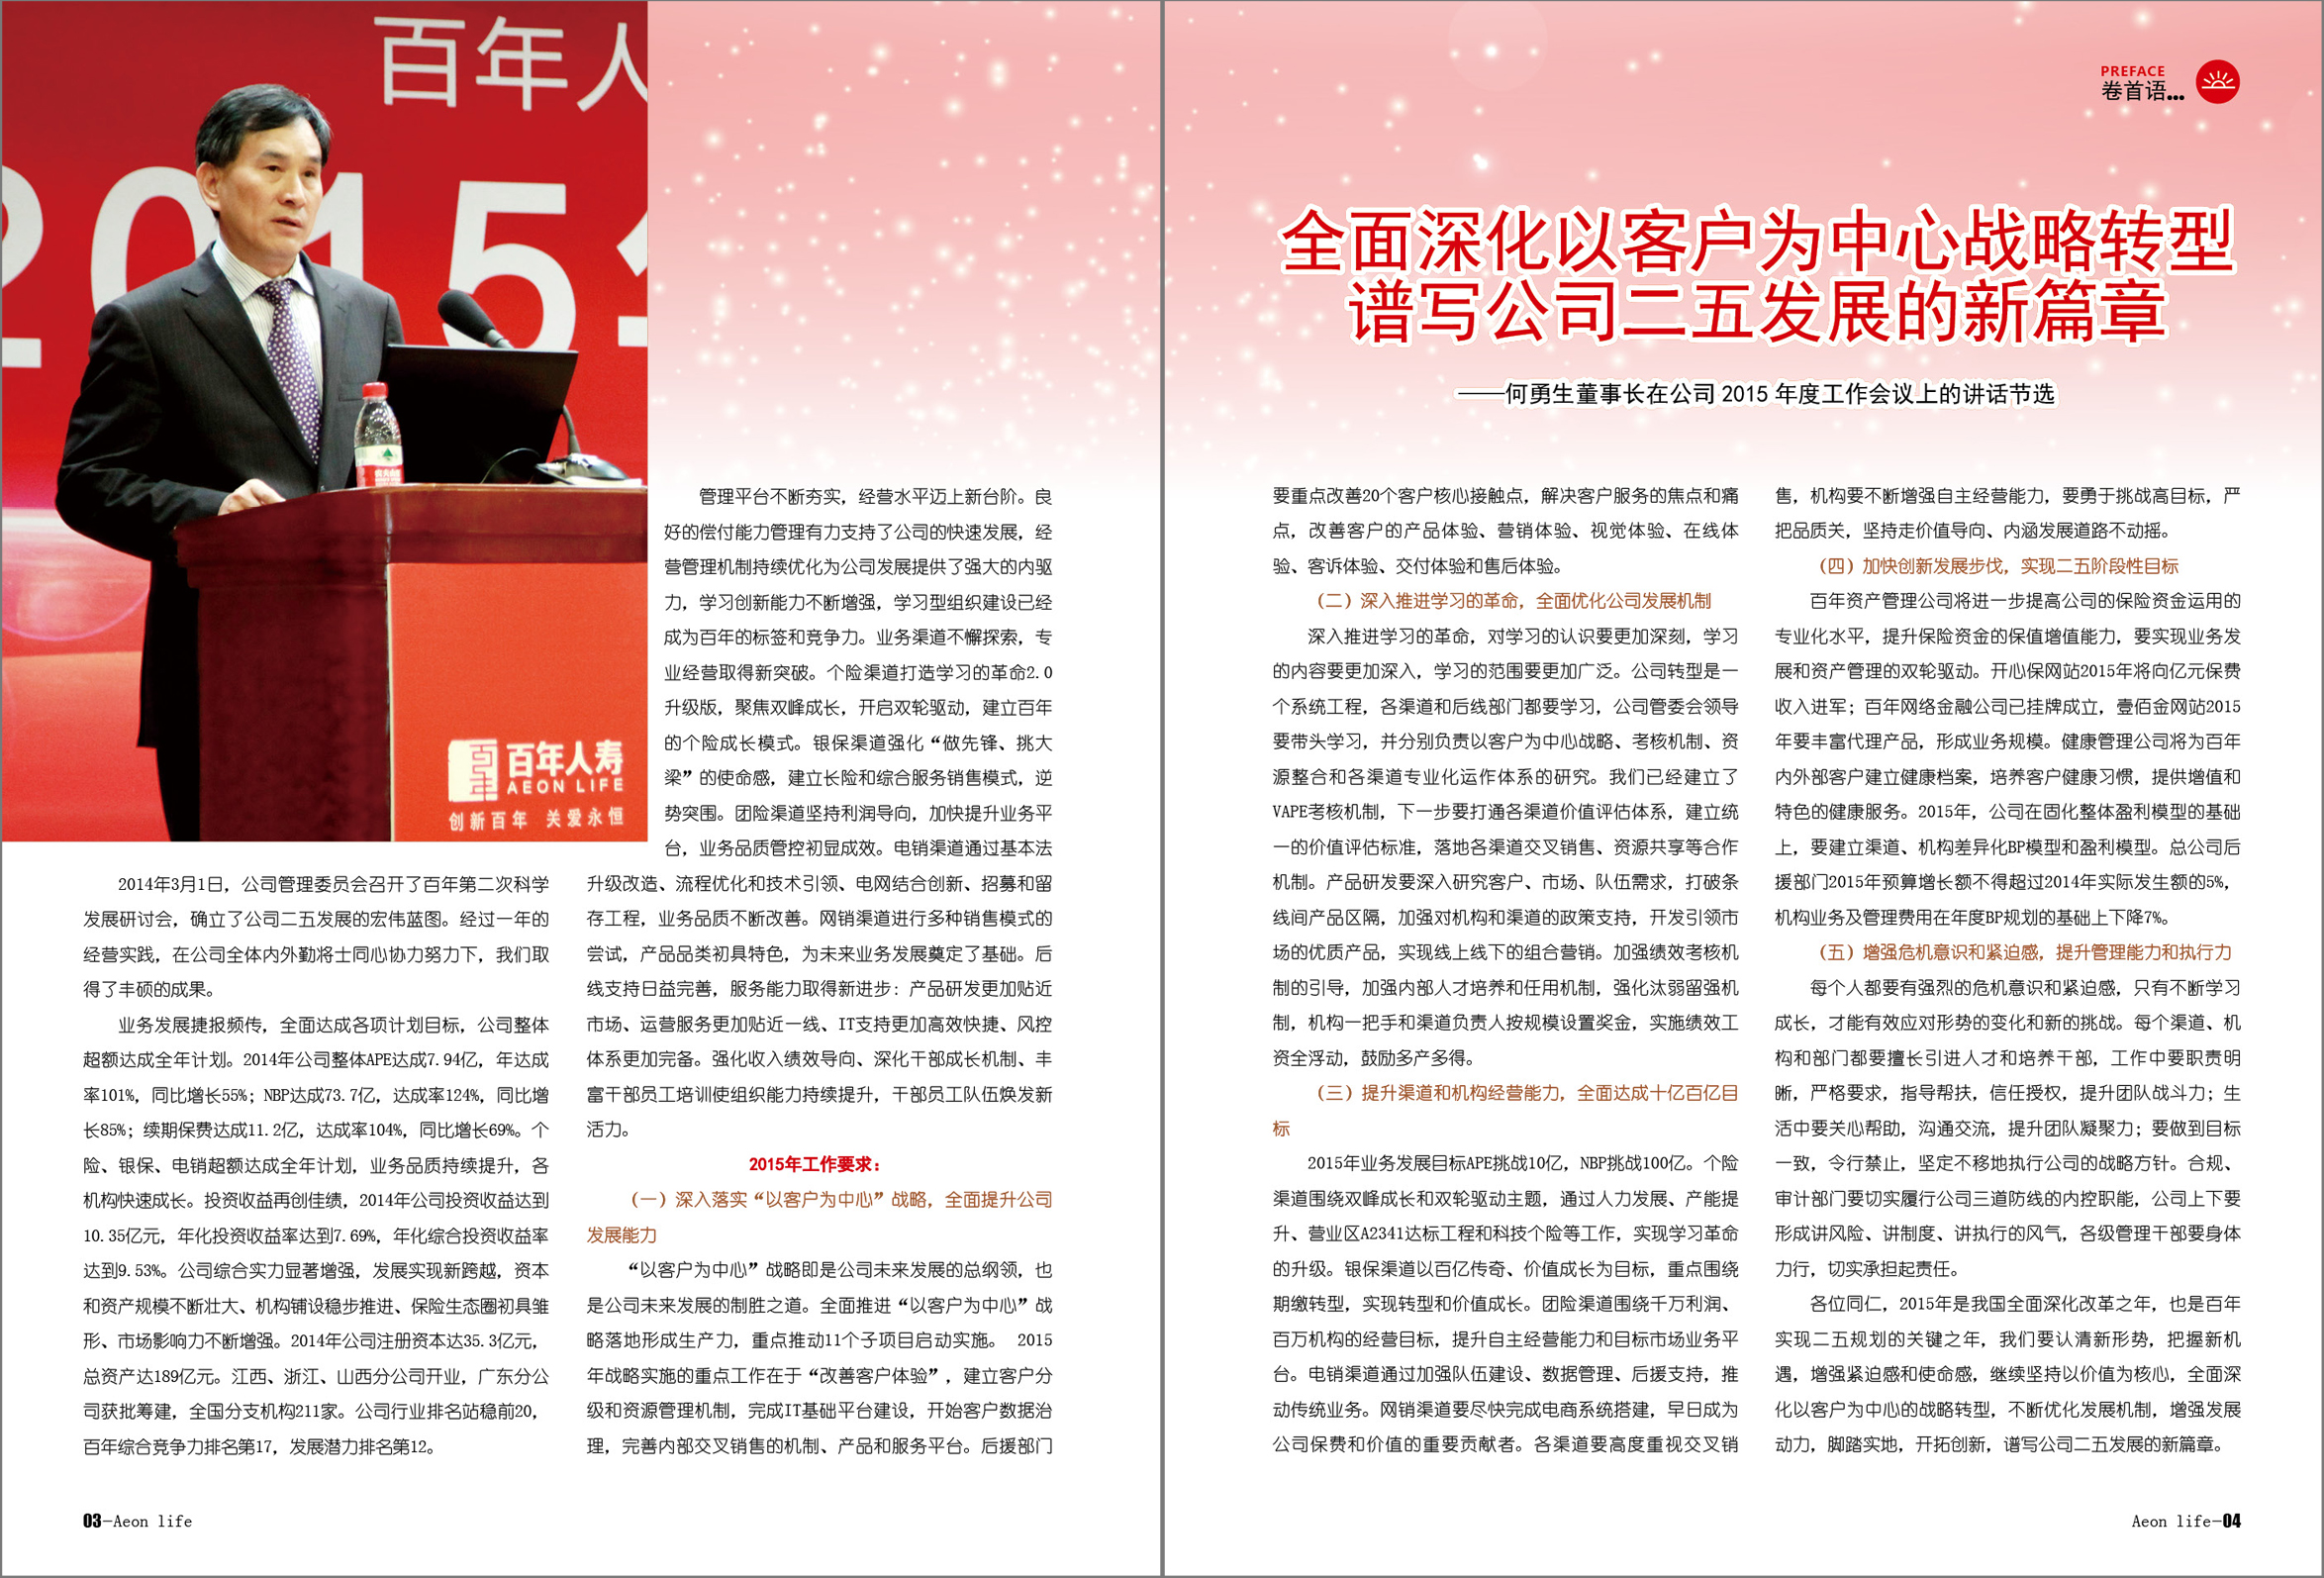 百年人
2015年
百年人寿
AEON LIFE
创新百年 关爱永恒
PREFACE
卷首语...
全面深化以客户为中心战略转型
谱写公司二五发展的新篇章
——何勇生董事长在公司 2015 年度工作会议上的讲话节选
2014年3月1日，公司管理委员会召开了百年第二次科学
发展研讨会，确立了公司二五发展的宏伟蓝图。经过一年的
经营实践，在公司全体内外勤将士同心协力努力下，我们取
得了丰硕的成果。
业务发展捷报频传，全面达成各项计划目标，公司整体
超额达成全年计划。2014年公司整体APE达成7.94亿，年达成
率101%，同比增长55%；NBP达成73.7亿，达成率124%，同比增
长85%；续期保费达成11.2亿，达成率104%，同比增长69%。个
险、银保、电销超额达成全年计划，业务品质持续提升，各
机构快速成长。投资收益再创佳绩，2014年公司投资收益达到
10.35亿元，年化投资收益率达到7.69%，年化综合投资收益率
达到9.53%。公司综合实力显著增强，发展实现新跨越，资本
和资产规模不断壮大、机构铺设稳步推进、保险生态圈初具雏
形、市场影响力不断增强。2014年公司注册资本达35.3亿元，
总资产达189亿元。江西、浙江、山西分公司开业，广东分公
司获批筹建，全国分支机构211家。公司行业排名站稳前20，
百年综合竞争力排名第17，发展潜力排名第12。
管理平台不断夯实，经营水平迈上新台阶。良
好的偿付能力管理有力支持了公司的快速发展，经
营管理机制持续优化为公司发展提供了强大的内驱
力，学习创新能力不断增强，学习型组织建设已经
成为百年的标签和竞争力。业务渠道不懈探索，专
业经营取得新突破。个险渠道打造学习的革命2.0
升级版，聚焦双峰成长，开启双轮驱动，建立百年
的个险成长模式。银保渠道强化“做先锋、挑大
梁”的使命感，建立长险和综合服务销售模式，逆
势突围。团险渠道坚持利润导向，加快提升业务平
台，业务品质管控初显成效。电销渠道通过基本法
升级改造、流程优化和技术引领、电网结合创新、招募和留
存工程，业务品质不断改善。网销渠道进行多种销售模式的
尝试，产品品类初具特色，为未来业务发展奠定了基础。后
线支持日益完善，服务能力取得新进步：产品研发更加贴近
市场、运营服务更加贴近一线、IT支持更加高效快捷、风控
体系更加完备。强化收入绩效导向、深化干部成长机制、丰
富干部员工培训使组织能力持续提升，干部员工队伍焕发新
活力。
2015年工作要求：
（一）深入落实“以客户为中心”战略，全面提升公司
发展能力
“以客户为中心”战略即是公司未来发展的总纲领，也
是公司未来发展的制胜之道。全面推进“以客户为中心”战
略落地形成生产力，重点推动11个子项目启动实施。 2015
年战略实施的重点工作在于“改善客户体验”，建立客户分
级和资源管理机制，完成IT基础平台建设，开始客户数据治
理，完善内部交叉销售的机制、产品和服务平台。后援部门
要重点改善20个客户核心接触点，解决客户服务的焦点和痛
点，改善客户的产品体验、营销体验、视觉体验、在线体
验、客诉体验、交付体验和售后体验。
（二）深入推进学习的革命，全面优化公司发展机制
深入推进学习的革命，对学习的认识要更加深刻，学习
的内容要更加深入，学习的范围要更加广泛。公司转型是一
个系统工程，各渠道和后线部门都要学习，公司管委会领导
要带头学习，并分别负责以客户为中心战略、考核机制、资
源整合和各渠道专业化运作体系的研究。我们已经建立了
VAPE考核机制，下一步要打通各渠道价值评估体系，建立统
一的价值评估标准，落地各渠道交叉销售、资源共享等合作
机制。产品研发要深入研究客户、市场、队伍需求，打破条
线间产品区隔，加强对机构和渠道的政策支持，开发引领市
场的优质产品，实现线上线下的组合营销。加强绩效考核机
制的引导，加强内部人才培养和任用机制，强化汰弱留强机
制，机构一把手和渠道负责人按规模设置奖金，实施绩效工
资全浮动，鼓励多产多得。
（三）提升渠道和机构经营能力，全面达成十亿百亿目
标
2015年业务发展目标APE挑战10亿，NBP挑战100亿。个险
渠道围绕双峰成长和双轮驱动主题，通过人力发展、产能提
升、营业区A2341达标工程和科技个险等工作，实现学习革命
的升级。银保渠道以百亿传奇、价值成长为目标，重点围绕
期缴转型，实现转型和价值成长。团险渠道围绕千万利润、
百万机构的经营目标，提升自主经营能力和目标市场业务平
台。电销渠道通过加强队伍建设、数据管理、后援支持，推
动传统业务。网销渠道要尽快完成电商系统搭建，早日成为
公司保费和价值的重要贡献者。各渠道要高度重视交叉销
售，机构要不断增强自主经营能力，要勇于挑战高目标，严
把品质关，坚持走价值导向、内涵发展道路不动摇。
（四）加快创新发展步伐，实现二五阶段性目标
百年资产管理公司将进一步提高公司的保险资金运用的
专业化水平，提升保险资金的保值增值能力，要实现业务发
展和资产管理的双轮驱动。开心保网站2015年将向亿元保费
收入进军；百年网络金融公司已挂牌成立，壹佰金网站2015
年要丰富代理产品，形成业务规模。健康管理公司将为百年
内外部客户建立健康档案，培养客户健康习惯，提供增值和
特色的健康服务。2015年，公司在固化整体盈利模型的基础
上，要建立渠道、机构差异化BP模型和盈利模型。总公司后
援部门2015年预算增长额不得超过2014年实际发生额的5%，
机构业务及管理费用在年度BP规划的基础上下降7%。
（五）增强危机意识和紧迫感，提升管理能力和执行力
每个人都要有强烈的危机意识和紧迫感，只有不断学习
成长，才能有效应对形势的变化和新的挑战。每个渠道、机
构和部门都要擅长引进人才和培养干部，工作中要职责明
晰，严格要求，指导帮扶，信任授权，提升团队战斗力；生
活中要关心帮助，沟通交流，提升团队凝聚力；要做到目标
一致，令行禁止，坚定不移地执行公司的战略方针。合规、
审计部门要切实履行公司三道防线的内控职能，公司上下要
形成讲风险、讲制度、讲执行的风气，各级管理干部要身体
力行，切实承担起责任。
各位同仁，2015年是我国全面深化改革之年，也是百年
实现二五规划的关键之年，我们要认清新形势，把握新机
遇，增强紧迫感和使命感，继续坚持以价值为核心，全面深
化以客户为中心的战略转型，不断优化发展机制，增强发展
动力，脚踏实地，开拓创新，谱写公司二五发展的新篇章。
03—Aeon life
Aeon life—04